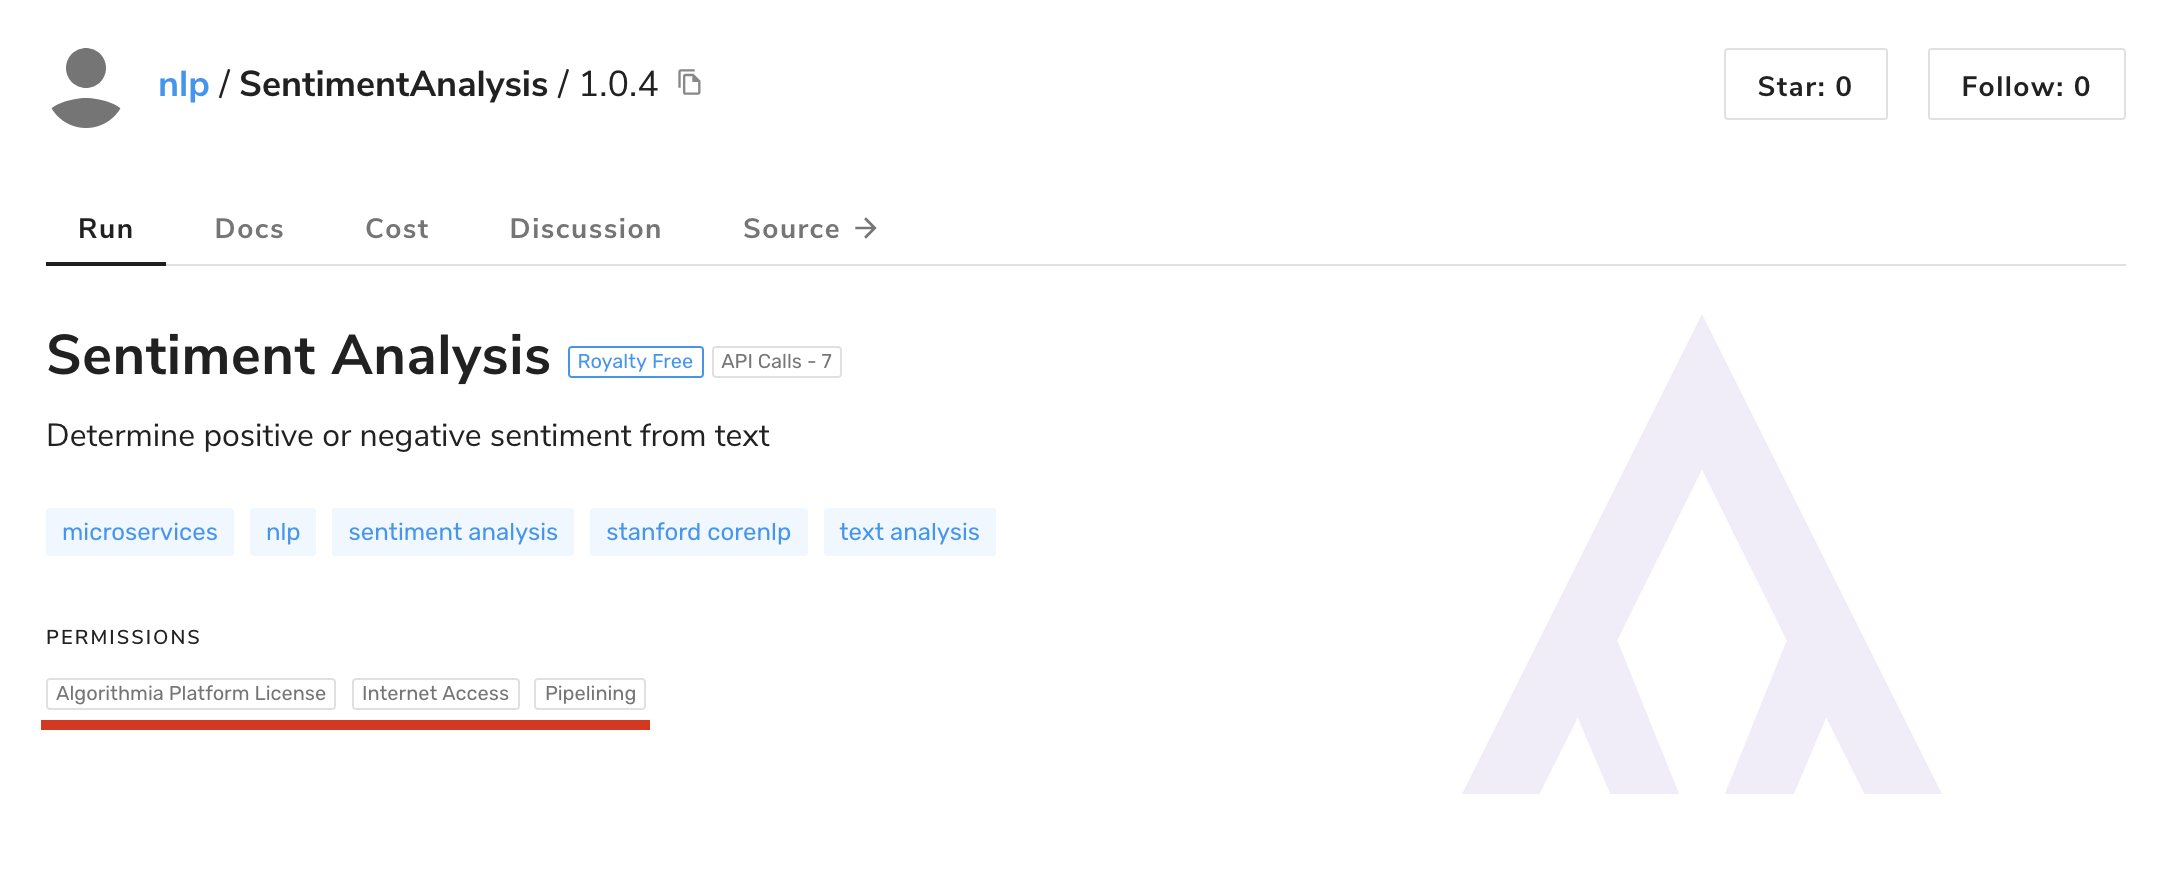 nlp / SentimentAnalysis / 1.0.4
Star: 0
Follow: 0
Run
Docs
Cost
Discussion
Source →
Sentiment Analysis
Royalty Free
API Calls - 7
Determine positive or negative sentiment from text
microservices
nlp
sentiment analysis
stanford corenlp
text analysis
PERMISSIONS
Algorithmia Platform License
Internet Access
Pipelining